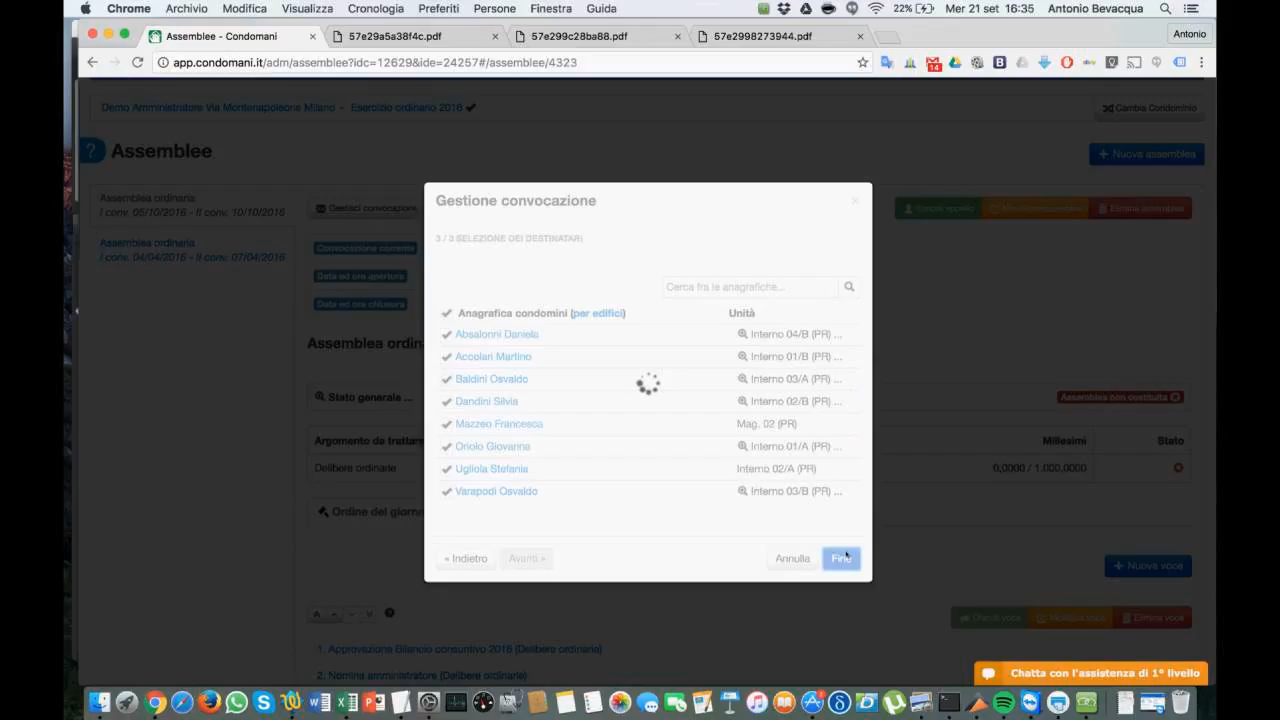 Chrome Archivio Modifica Visualizza Cronologia Preferiti Persone Finestra Guida 22% Mer 21 set 16:35 Antonio Bevacqua
Assemblee - Condomani 57e29a5a38f4c.pdf 57e299c28ba88.pdf 57e2998273944.pdf Antonio
app.condomani.it/adm/assemblee?idc=12629&ide=24257#/assemblee/4323
14
Demo Amministratore Via Montenapoleone Milano - Esercizio ordinario 2016 Cambia Condominio
? Assemblee + Nuova assemblea
Assemblea ordinaria
I conv. 05/10/2016 - II conv. 10/10/2016
Gestisci convocazione
Elimina assemblea
Assemblea ordinaria
I conv. 04/04/2016 - II conv. 07/04/2016
Convocazione corrente
Data ed ora apertura
Data ed ora chiusura
Assemblea ordin
Stato generale ... Assemblea non costituita
Argomento da trattare Millesimi Stato
Delibere ordinarie 0,0000 / 1.000,0000
Ordine del giorn
+ Nuova voce
Modifica voce Elimina voce
1. Approvazione Bilancio consuntivo 2016 (Delibere ordinarie)
2. Nomina amministratore (Delibere ordinarie)
Gestione convocazione ×
3 / 3 SELEZIONE DEI DESTINATARI
Cerca fra le anagrafiche...
Anagrafica condomini (per edifici) Unità
Absalonni Daniela Interno 04/B (PR) ...
Accolari Martino Interno 01/B (PR) ...
Baldini Osvaldo Interno 03/A (PR) ...
Dandini Silvia Interno 02/B (PR) ...
Mazzeo Francesca Mag. 02 (PR)
Oriolo Giovanna Interno 01/A (PR) ...
Ugliola Stefania Interno 02/A (PR)
Varapodi Osvaldo Interno 03/B (PR) ...
« Indietro Avanti » Annulla Fine
Chatta con l'assistenza di 1° livello